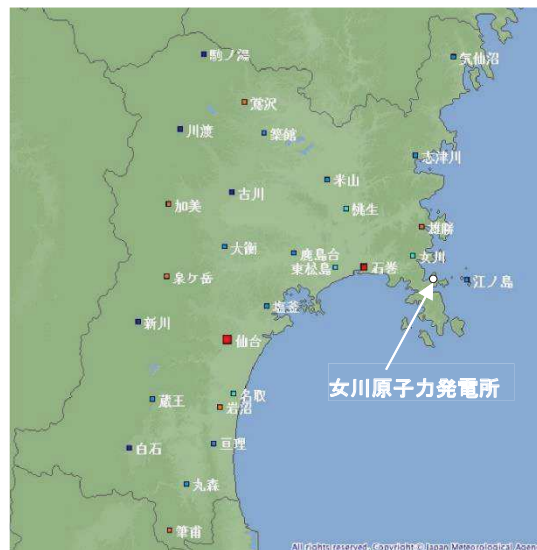 駒ノ湯
気仙沼
鶯沢
川渡
築館
志津川
米山
古川
加美
桃生
雄勝
大衡
鹿島台
女川
東松島
石巻
泉ケ岳
江ノ島
塩釜
新川
仙台
女川原子力発電所
名取
蔵王
岩沼
亘理
白石
丸森
筆甫
All rights reserved. Copyright © Japan Meteorological Agen